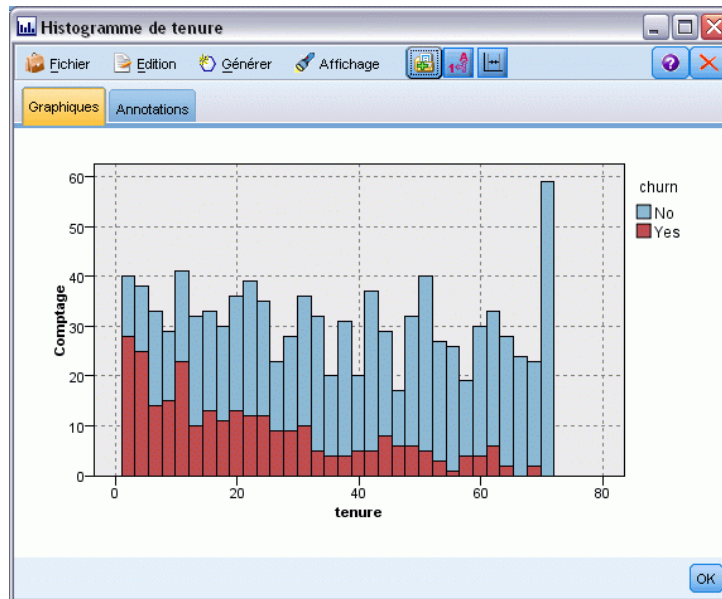 Histogramme de tenure
Fichier Edition Générer Affichage
Graphiques Annotations
churn
No
Yes
Comptage
60
50
40
30
20
10
0
0 20 40 60 80
tenure
OK